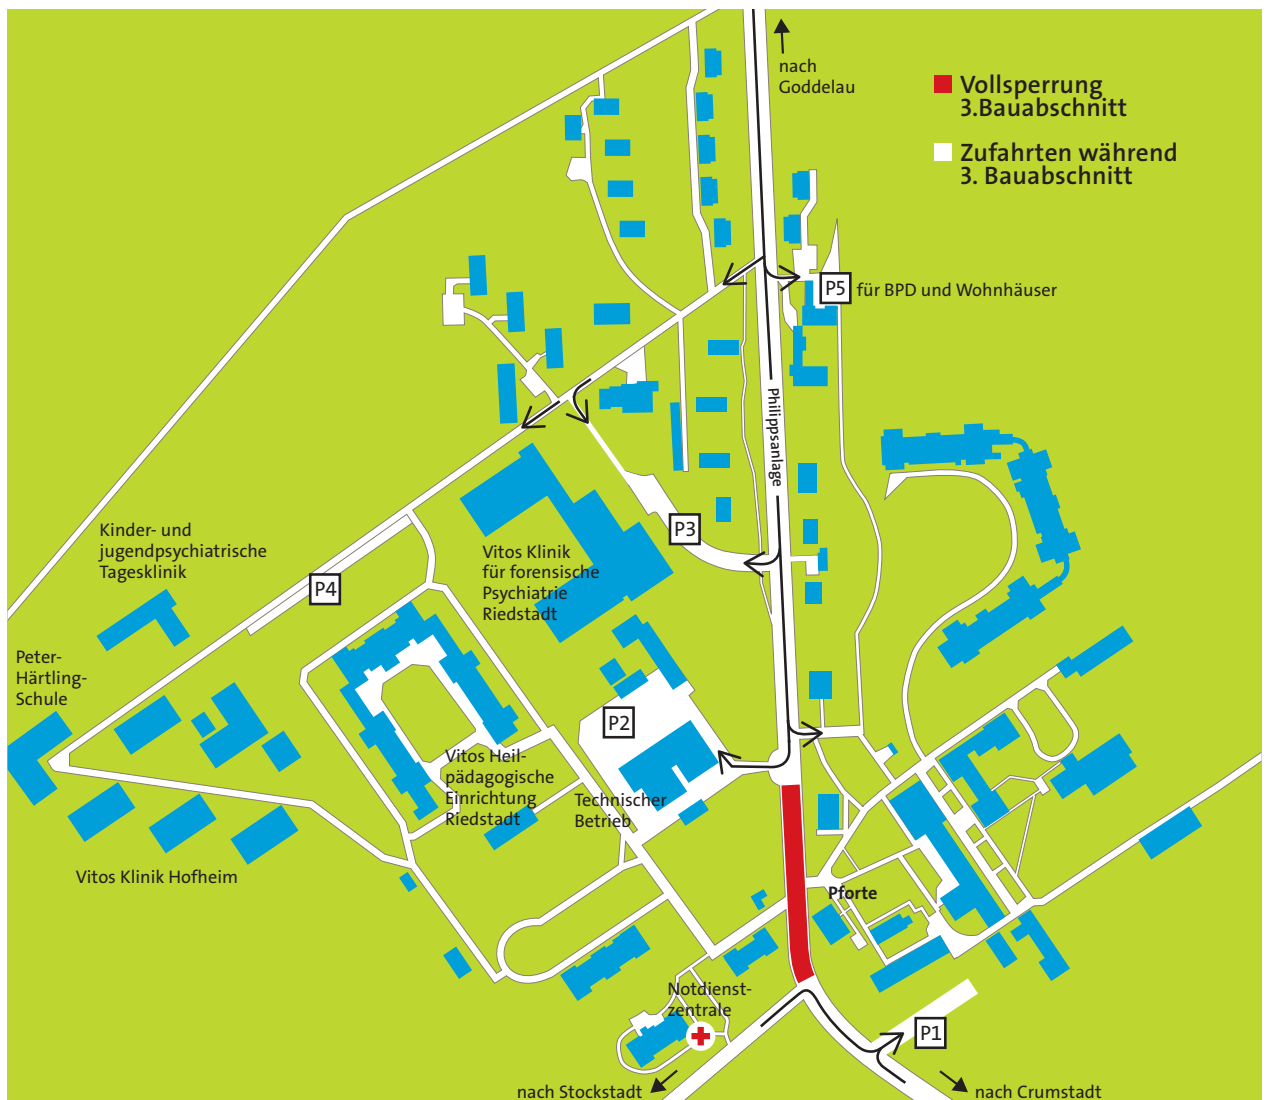 nach
Goddelau
Vollsperrung
3.Bauabschnitt
Zufahrten während
3. Bauabschnitt
P5
für BPD und Wohnhäuser
Philippsanlage
P3
Kinder- und
jugendpsychiatrische
Tagesklinik
Vitos Klinik
für forensische
Psychiatrie
Riedstadt
P4
Peter-
Härtling-
Schule
P2
Vitos Heil-
pädagogische
Einrichtung
Riedstadt
Technischer
Betrieb
Vitos Klinik Hofheim
Pforte
Notdienst-
zentrale
P1
nach Stockstadt
nach Crumstadt